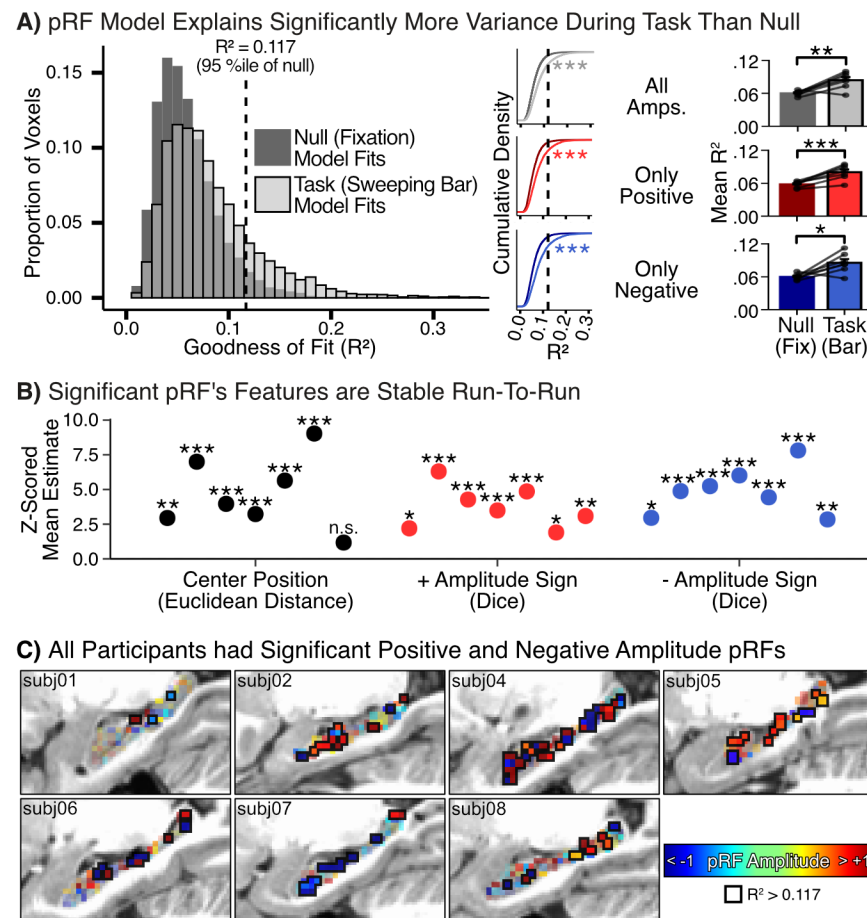 A) pRF Model Explains Significantly More Variance During Task Than Null
R² = 0.117
(95 %ile of null)
Proportion of Voxels
0.15
0.10
0.05
0.00
Null (Fixation)
Model Fits
Task (Sweeping Bar)
Model Fits
0.0
0.1
0.2
0.3
Goodness of Fit (R²)
Cumulative Density
***
***
***
0.0
0.1
0.2
0.3
R²
All
Amps.
Only
Positive
Only
Negative
Mean R²
.12
.06
.00
**
.12
.06
.00
***
.12
.06
.00
*
Null
(Fix)
Task
(Bar)
B) Significant pRF's Features are Stable Run-To-Run
Z-Scored
Mean Estimate
10.0
7.5
5.0
2.5
0.0
**
***
***
***
***
***
n.s.
*
***
***
***
***
*
**
*
***
***
***
***
***
**
Center Position
(Euclidean Distance)
+ Amplitude Sign
(Dice)
- Amplitude Sign
(Dice)
C) All Participants had Significant Positive and Negative Amplitude pRFs
subj01
subj02
subj04
subj05
subj06
subj07
subj08
< -1 pRF Amplitude > +1
R² > 0.117